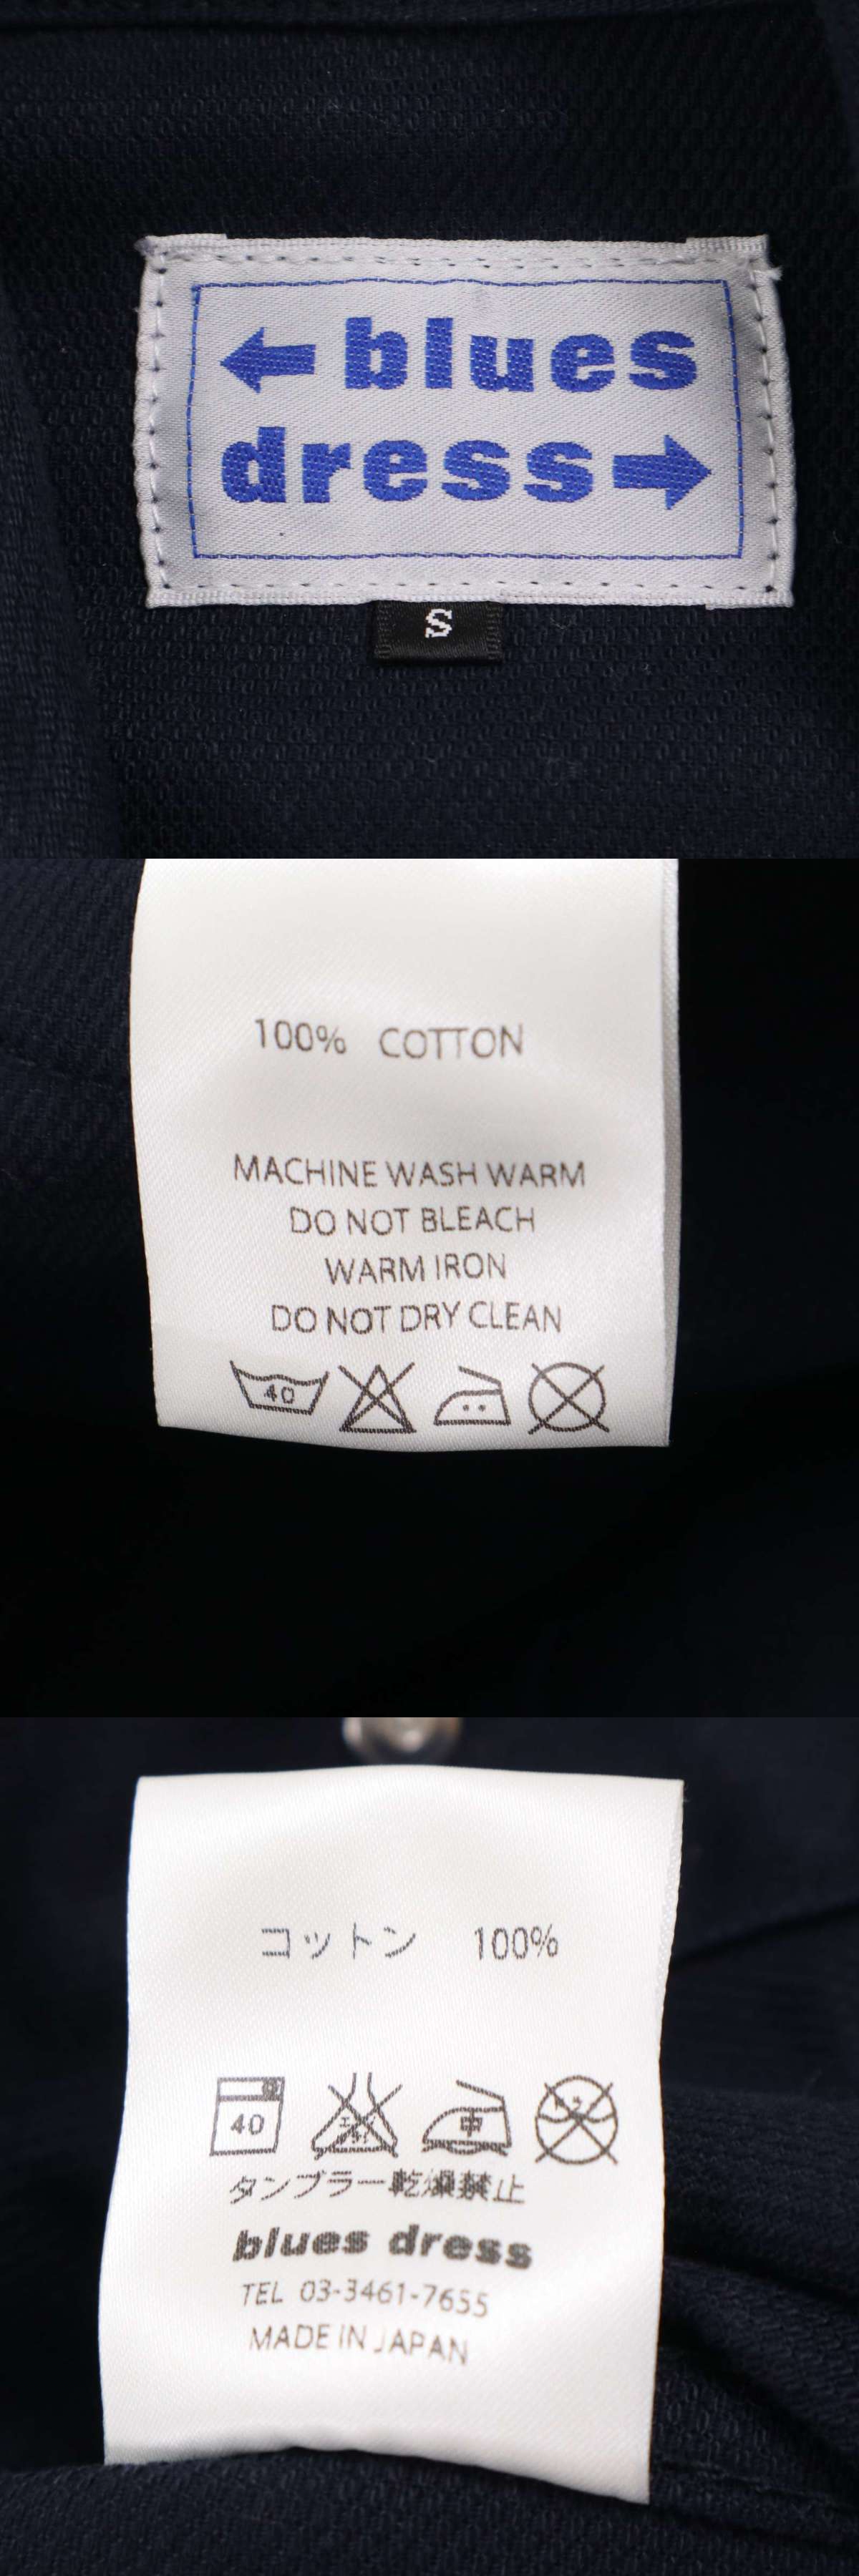 ← blues
dress →
S
100% COTTON
MACHINE WASH WARM
DO NOT BLEACH
WARM IRON
DO NOT DRY CLEAN
40
コットン 100%
40 中
タンブラー乾燥禁止
blues dress
TEL 03-3461-7655
MADE IN JAPAN